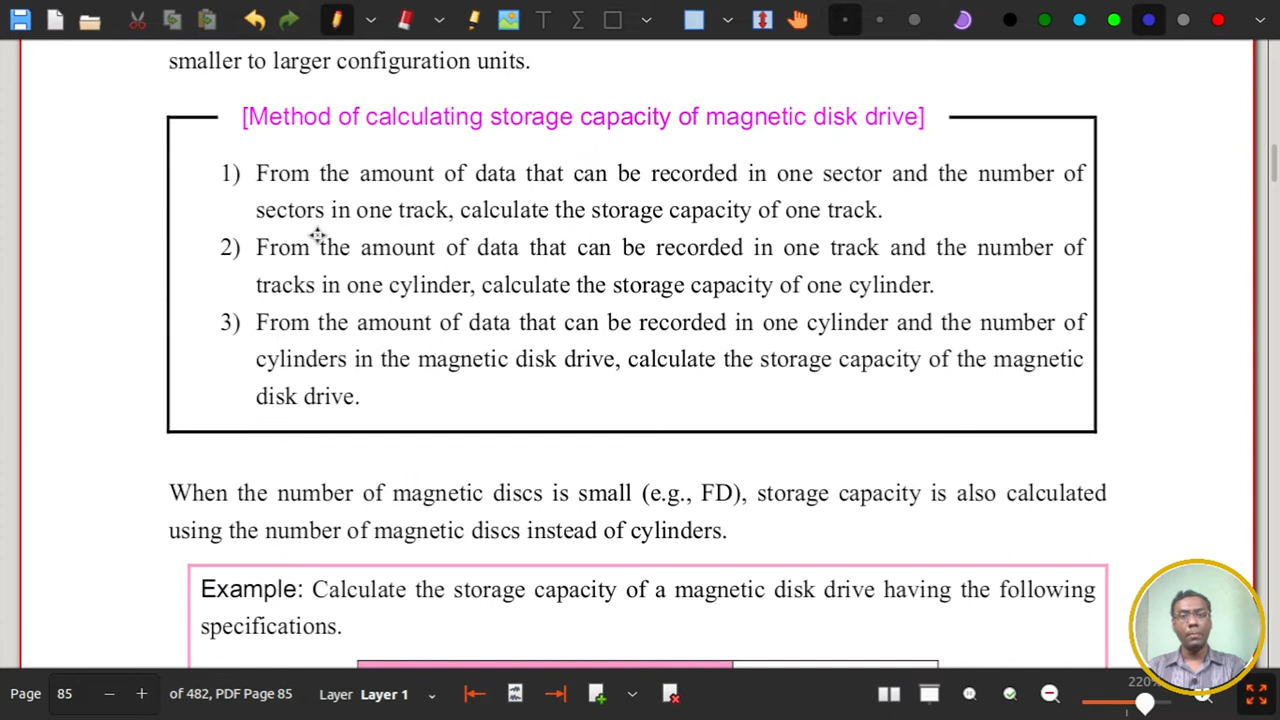 smaller to larger configuration units.
[Method of calculating storage capacity of magnetic disk drive]
1) From the amount of data that can be recorded in one sector and the number of
sectors in one track, calculate the storage capacity of one track.
2) From the amount of data that can be recorded in one track and the number of
tracks in one cylinder, calculate the storage capacity of one cylinder.
3) From the amount of data that can be recorded in one cylinder and the number of
cylinders in the magnetic disk drive, calculate the storage capacity of the magnetic
disk drive.
When the number of magnetic discs is small (e.g., FD), storage capacity is also calculated
using the number of magnetic discs instead of cylinders.
Example: Calculate the storage capacity of a magnetic disk drive having the following
specifications.
Page 85 of 482, PDF Page 85 Layer Layer 1 220%